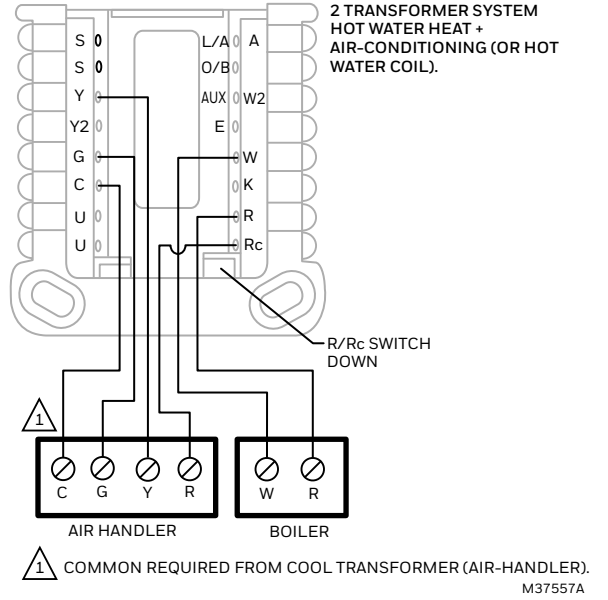 2 TRANSFORMER SYSTEM
HOT WATER HEAT +
AIR-CONDITIONING (OR HOT
WATER COIL).
S L/A A
S O/B
Y AUX W2
Y2 E
G W
C K
U R
U Rc
R/Rc SWITCH
DOWN
1
C G Y R W R
AIR HANDLER BOILER
1 COMMON REQUIRED FROM COOL TRANSFORMER (AIR-HANDLER).
M37557A